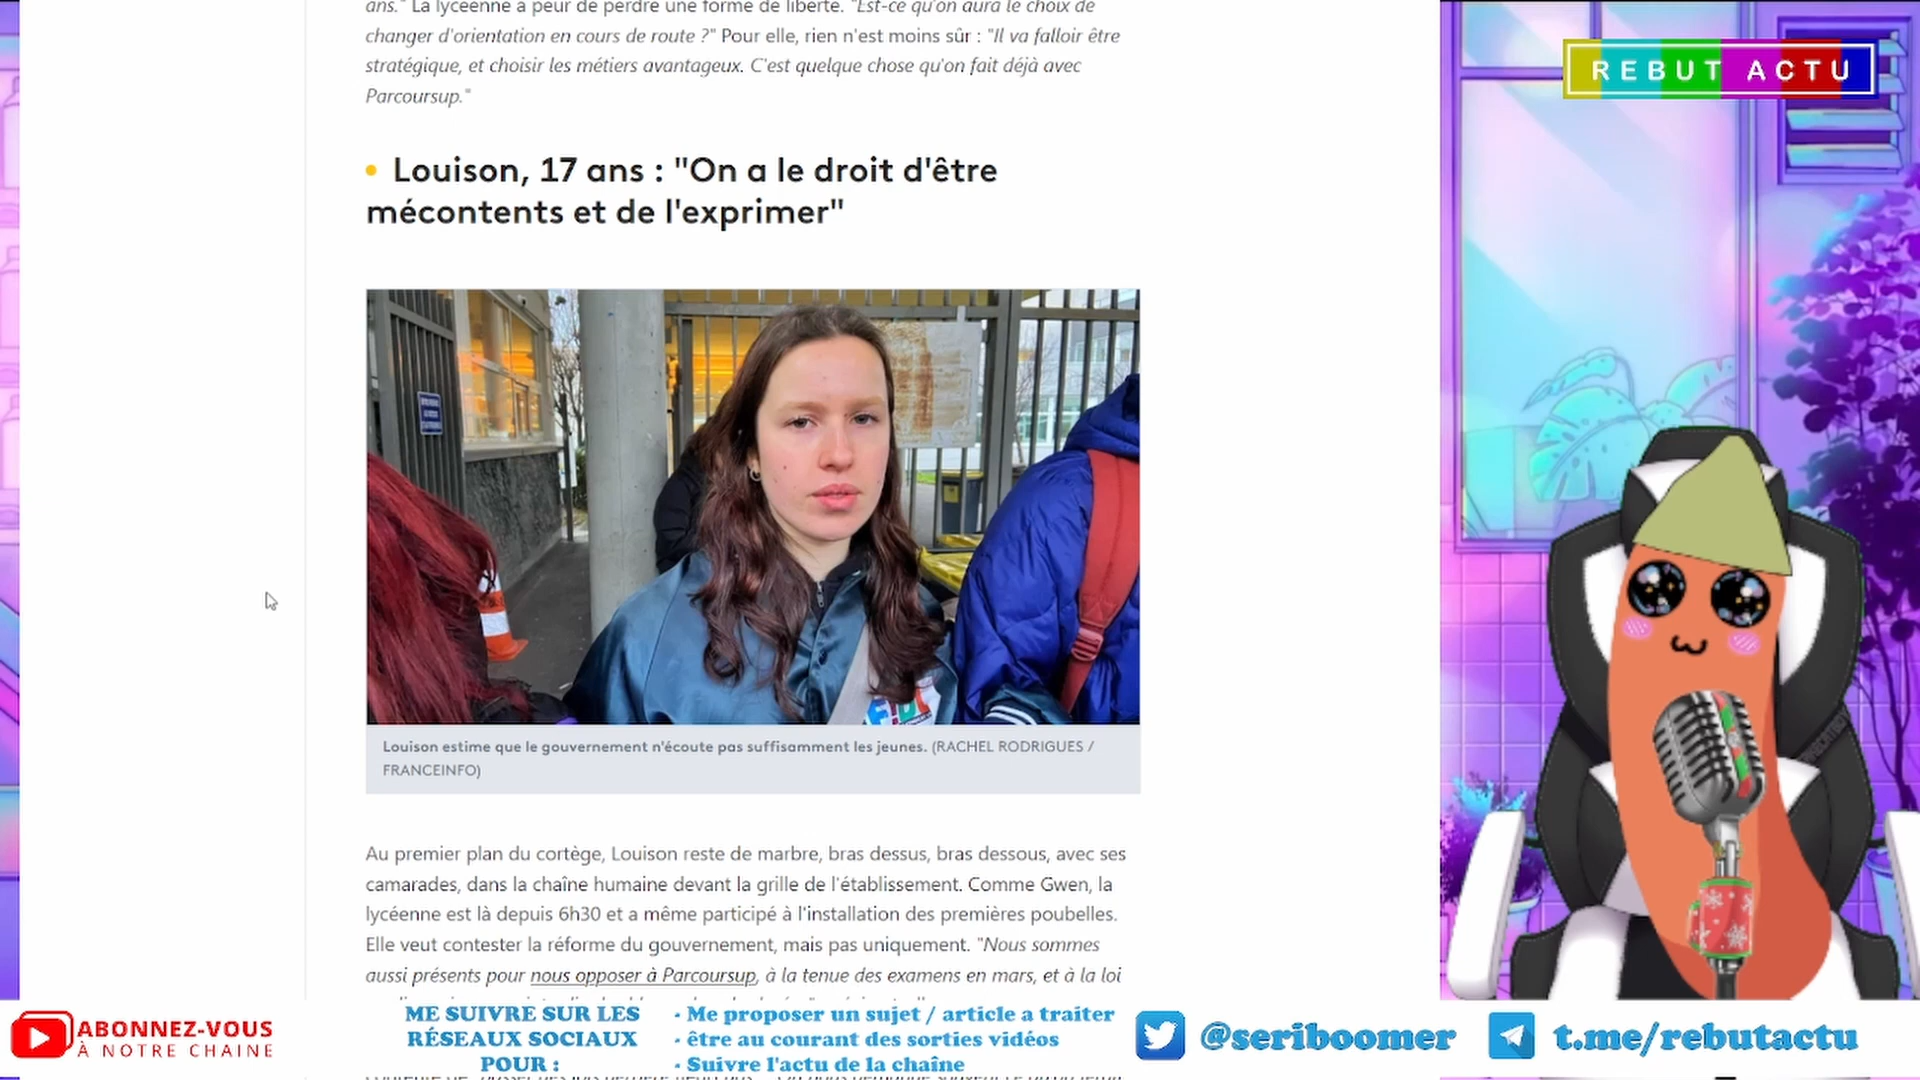 ans." La lycéenne a peur de perdre une forme de liberté. "Est-ce qu'on aura le choix de
changer d'orientation en cours de route ?" Pour elle, rien n'est moins sûr : "Il va falloir être
stratégique, et choisir les métiers avantageux. C'est quelque chose qu'on fait déjà avec
Parcoursup."
REBUT ACTU
• Louison, 17 ans : "On a le droit d'être
mécontents et de l'exprimer"
Louison estime que le gouvernement n'écoute pas suffisamment les jeunes. (RACHEL RODRIGUES /
FRANCEINFO)
Au premier plan du cortège, Louison reste de marbre, bras dessus, bras dessous, avec ses
camarades, dans la chaîne humaine devant la grille de l'établissement. Comme Gwen, la
lycéenne est là depuis 6h30 et a même participé à l'installation des premières poubelles.
Elle veut contester la réforme du gouvernement, mais pas uniquement. "Nous sommes
aussi présents pour nous opposer à Parcoursup, à la tenue des examens en mars, et à la loi
ABONNEZ-VOUS
À NOTRE CHAINE
ME SUIVRE SUR LES
RÉSEAUX SOCIAUX
POUR :
- Me proposer un sujet / article a traiter
- être au courant des sorties vidéos
- Suivre l'actu de la chaîne
@seriboomer
t.me/rebutactu